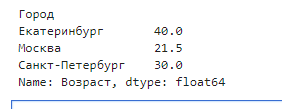 Город
Екатеринбург 40.0
Москва 21.5
Санкт-Петербург 30.0
Name: Возраст, dtype: float64